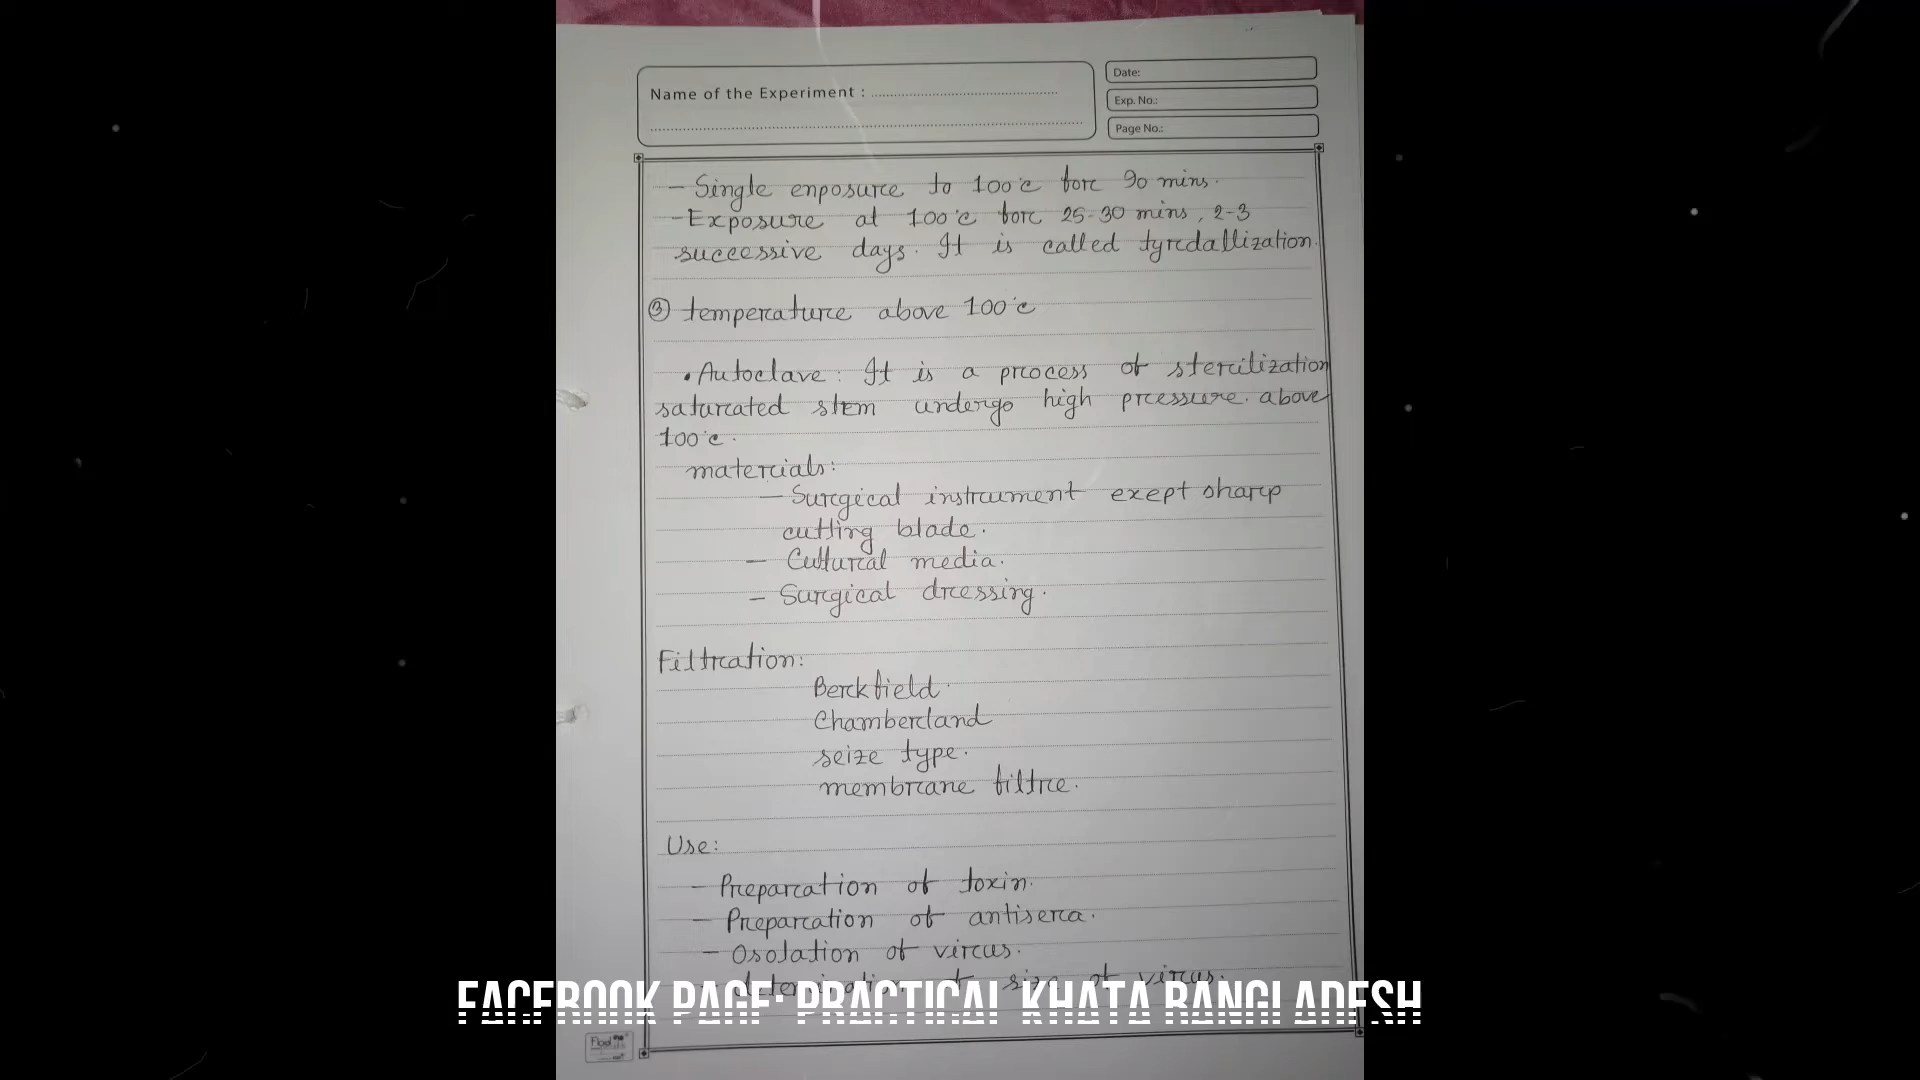 Name of the Experiment :
Date:
Exp. No.:
Page No.:
- Single enposure to 100°c for 90 mins.
- Exposure at 100°c for 25-30 mins, 2-3
successive days. It is called tyrdallization.
③ temperature above 100°c
• Autoclave: It is a process of sterilization
saturated stem undergo high pressure. above
100°c.
materials:
- Surgical instrument exept sharp
cutting blade.
- Cultural media.
- Surgical dressing.
Filtration:
Berkfield.
Chamberland
seize type.
membrane filtre.
Use:
- Preparation of toxin.
- Preparation of antisera.
- Osolation of virus.
- size of virus.
FACEBOOK PAGE: PRACTICAL KHATA BANGLADESH